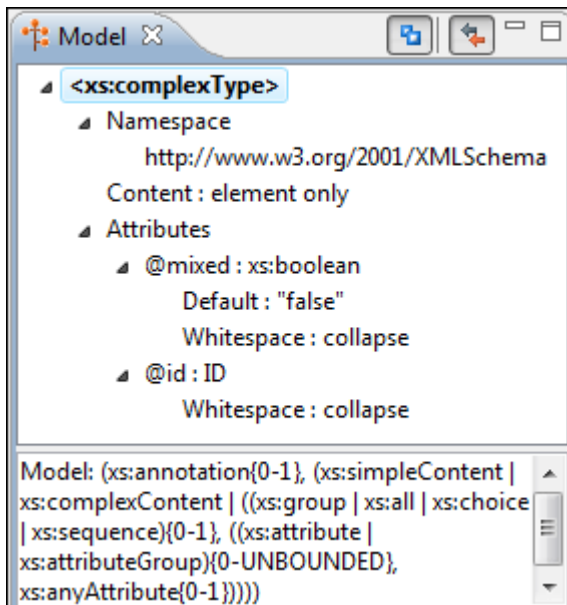 Model
<xs:complexType>
Namespace
http://www.w3.org/2001/XMLSchema
Content : element only
Attributes
@mixed : xs:boolean
Default : "false"
Whitespace : collapse
@id : ID
Whitespace : collapse
Model: (xs:annotation{0-1}, (xs:simpleContent |
xs:complexContent | ((xs:group | xs:all | xs:choice
| xs:sequence){0-1}, ((xs:attribute |
xs:attributeGroup){0-UNBOUNDED},
xs:anyAttribute{0-1}))))